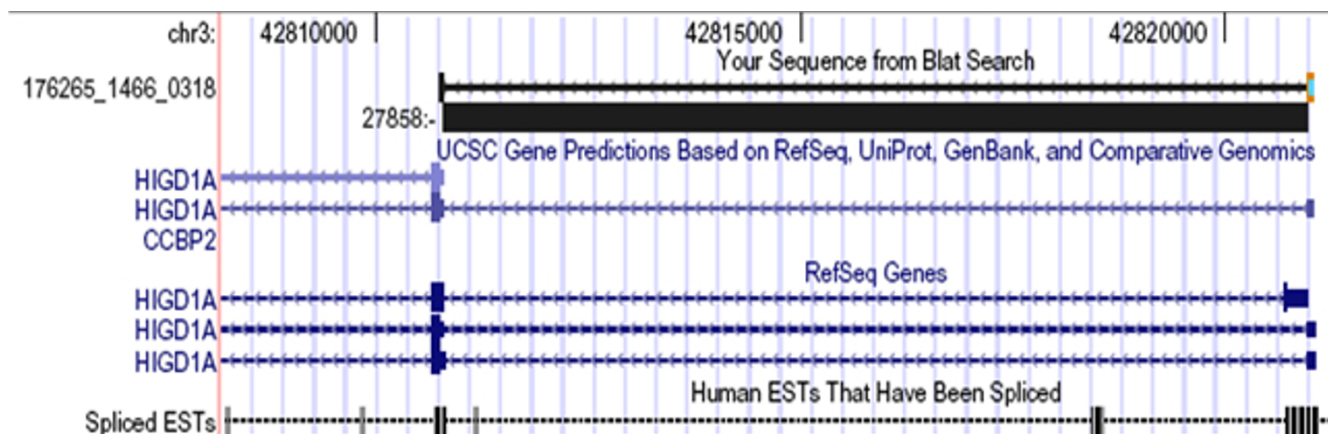 chr3: 42810000 42815000 42820000
Your Sequence from Blat Search
176265_1466_0318
27858:-
UCSC Gene Predictions Based on RefSeq, UniProt, GenBank, and Comparative Genomics
HIGD1A
HIGD1A
CCBP2
RefSeq Genes
HIGD1A
HIGD1A
HIGD1A
Human ESTs That Have Been Spliced
Spliced ESTs